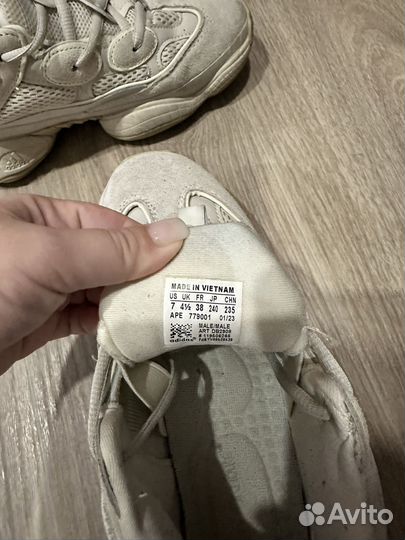 MADE IN VIETNAM
US UK FR JP CHN
7 4½ 38 240 235
APE 779001 01/23
MALE/MALE
ART DB2908
adidas
Avito